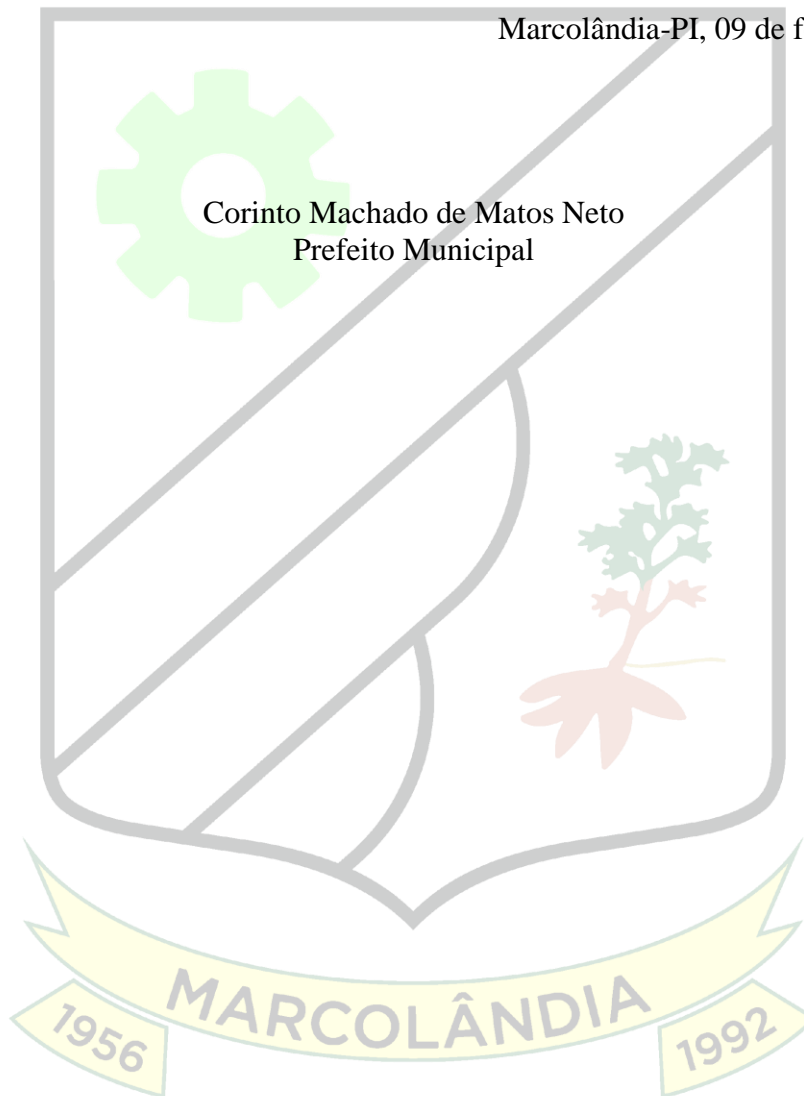 Marcolândia-PI, 09 de f
Corinto Machado de Matos Neto
Prefeito Municipal
MARCOLÂNDIA
1956
1992